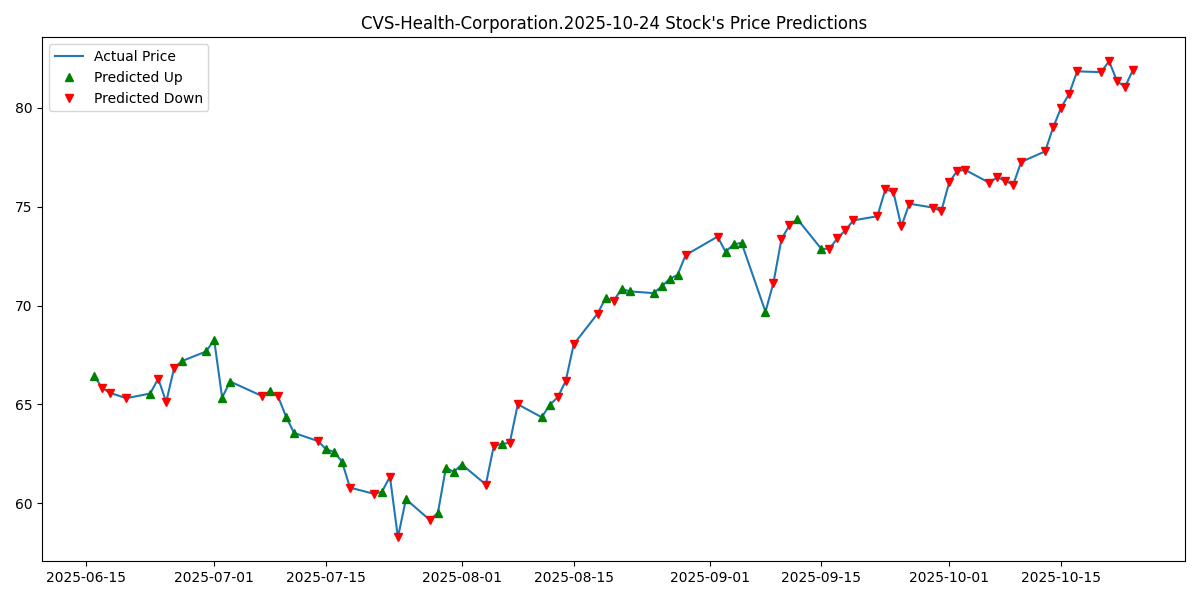 CVS-Health-Corporation.2025-10-24 Stock's Price Predictions
Actual Price
Predicted Up
Predicted Down
80
75
70
65
60
2025-06-15 2025-07-01 2025-07-15 2025-08-01 2025-08-15 2025-09-01 2025-09-15 2025-10-01 2025-10-15